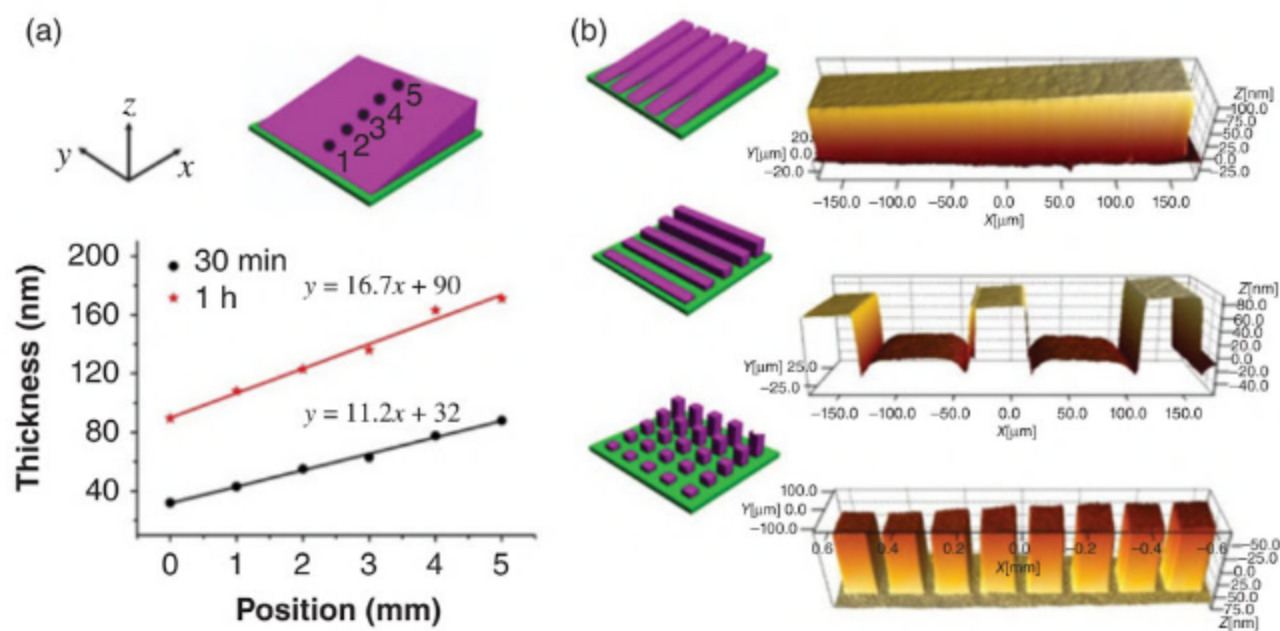 (a)
z
y
x
1
2
3
4
5
200
160
120
80
40
Thickness (nm)
30 min
1 h
y = 16.7x + 90
y = 11.2x + 32
0 1 2 3 4 5
Position (mm)
(b)
Z[nm]
100.0
75.0
50.0
25.0
0.0
−25.0
20.
Y[μm] 0.0
−20.0
−150.0 −100.0 −50.0 0.0 50.0 100.0 150.0
X[μm]
Z[nm]
80.0
60.0
40.0
20.0
0.0
−20.0
−40.0
Y[μm] 25.0
−25.0
−150.0 −100.0 −50.0 0.0 50.0 100.0 150.0
X[μm]
100.0
Y[μm] 0.0
−100.0
0.6 0.4 0.2 0.0 −0.2 −0.4 −0.6
X[mm]
−50.0
−25.0
−0.0
25.0
50.0
75.0
Z[nm]